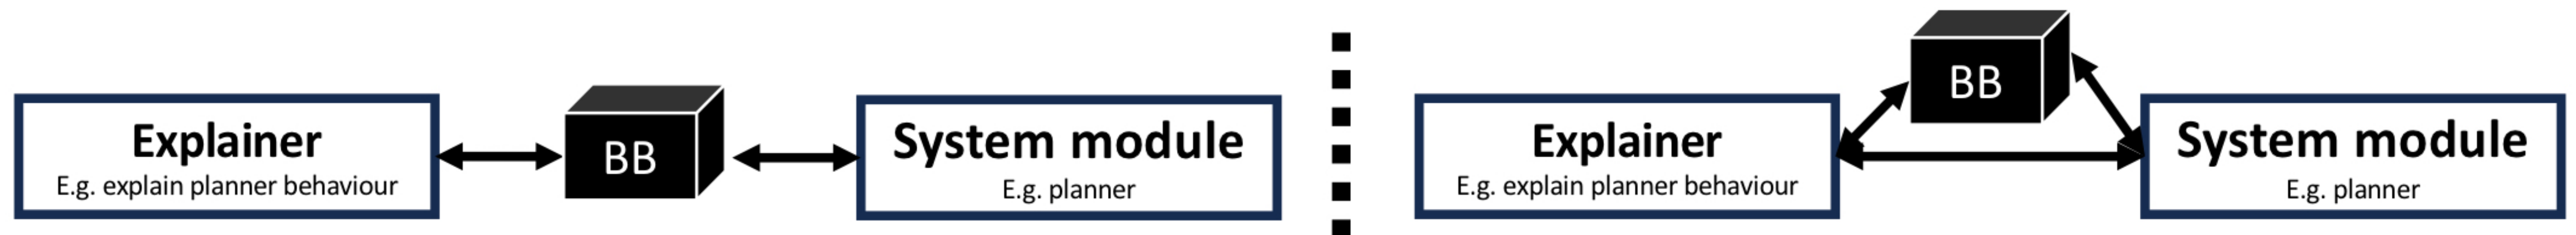 Explainer
E.g. explain planner behaviour
BB
System module
E.g. planner
Explainer
E.g. explain planner behaviour
BB
System module
E.g. planner